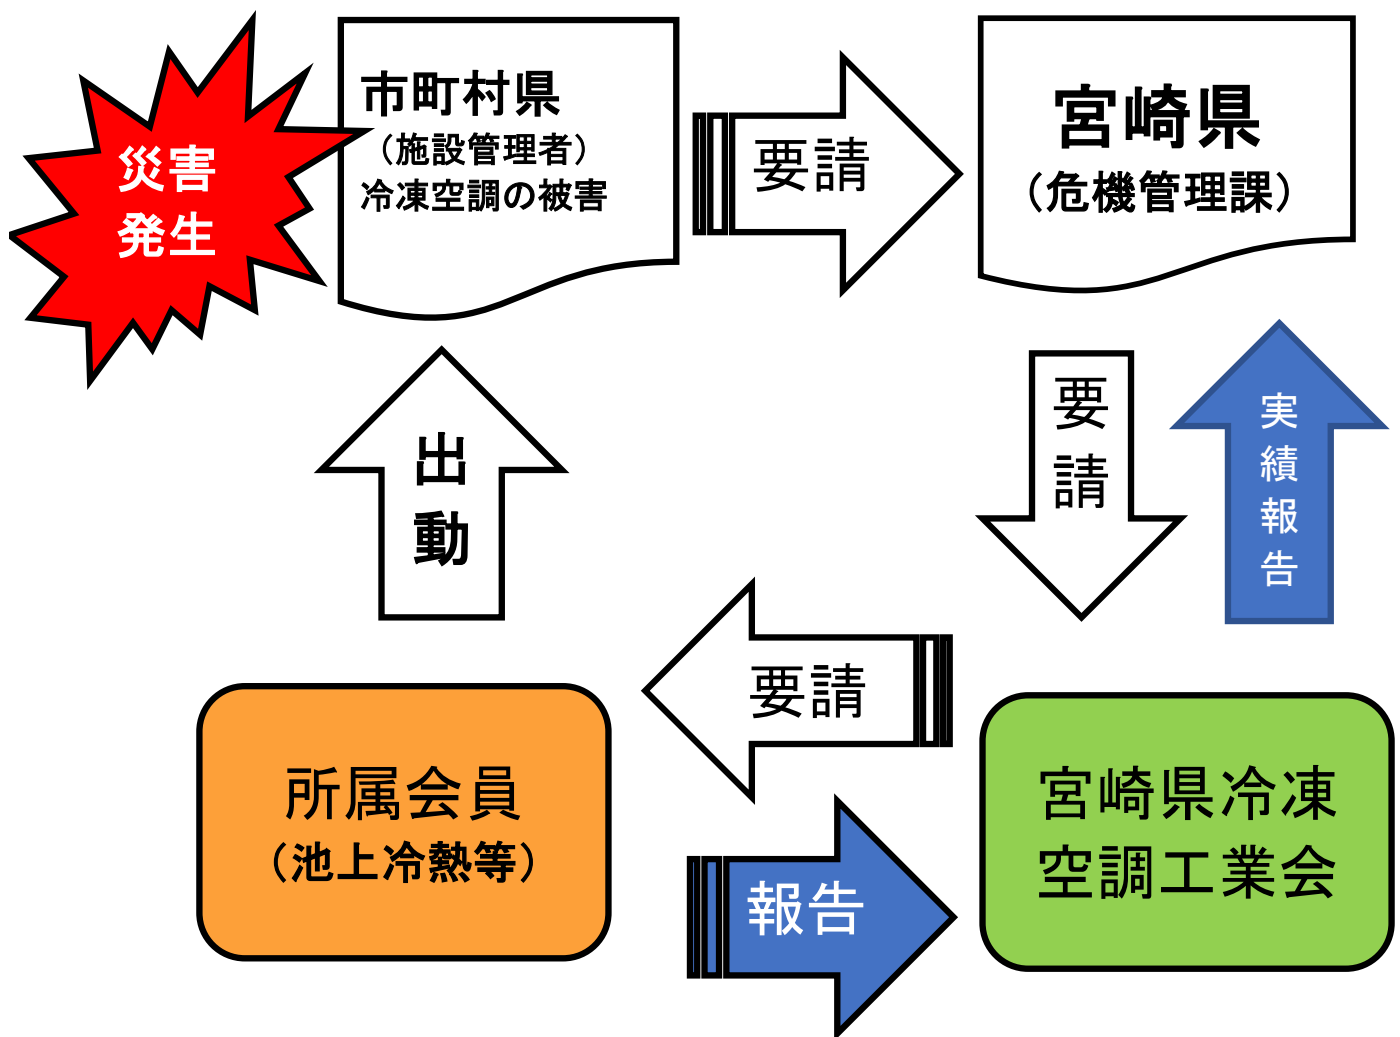 災害
発生
市町村県
（施設管理者）
冷凍空調の被害
要請
宮崎県
（危機管理課）
出
動
要
請
実
績
報
告
要請
所属会員
（池上冷熱等）
報告
宮崎県冷凍
空調工業会